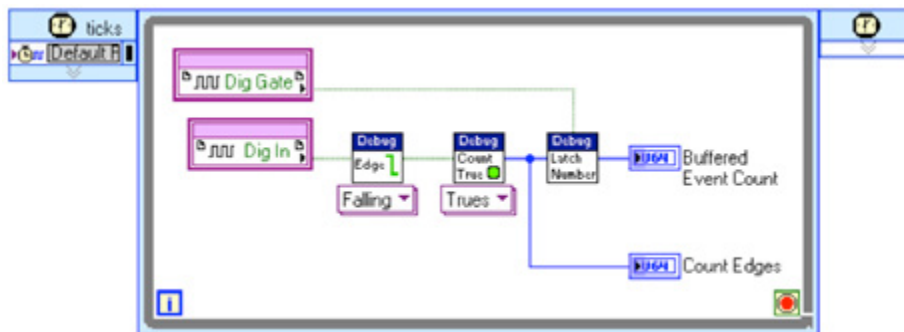 ticks
[Default F
Dig Gate
Dig In
Debug
Edge
Falling
Debug
Count
True
Trues
Debug
Latch
Number
U64
Buffered
Event Count
U64
Count Edges
i